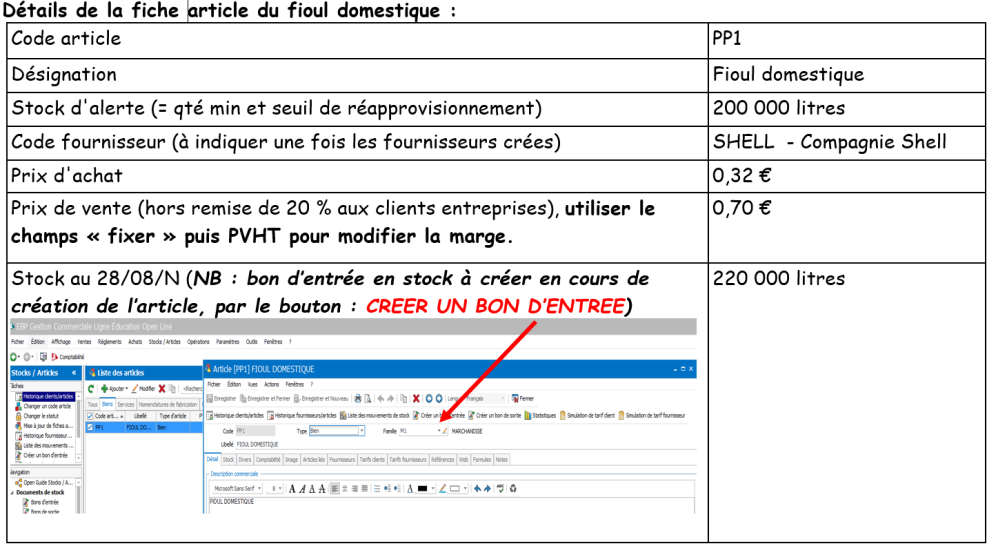 Détails de la fiche article du fioul domestique :
Code article
PP1
Désignation
Fioul domestique
Stock d'alerte (= qté min et seuil de réapprovisionnement)
200 000 litres
Code fournisseur (à indiquer une fois les fournisseurs crées)
SHELL - Compagnie Shell
Prix d'achat
0,32 €
Prix de vente (hors remise de 20 % aux clients entreprises), utiliser le
0,70 €
champs « fixer » puis PVHT pour modifier la marge.
Stock au 28/08/N (NB : bon d'entrée en stock à créer en cours de
220 000 litres
création de l'article, par le bouton : CREER UN BON D'ENTREE)
EBP Gestion Commerciale Ligne Éducation Open Line
Fichier Édition Affichage Ventes Règlements Achats Stocks / Articles Opérations Paramètres Outils Fenêtres ?
Comptabilité
Stocks / Articles «
Liste des articles
Article [PP1] FIOUL DOMESTIQUE
Tâches
Fichier Edition Vues Actions Fenêtres ?
Historique clients/articles
Ajouter Modifier
Enregistrer Enregistrer et Fermer Enregistrer et Nouveau
Français
Fermer
Changer un code article
Tous Biens Services Nomenclatures de fabrication
Historique clients/articles Historique fournisseurs/articles Liste des mouvements de stock Créer un bon d'entrée Créer un bon de sortie Statistiques Simulation de tarif client Simulation de tarif fournisseur
Changer le statut
Code arti... Libellé Type d'article
Mise à jour de fiches a...
PP1 FIOUL DO... Bien
Code PP1 Type Bien Famille M1 MARCHANDISE
Historique fournisseur...
Liste des mouvements ...
Libellé FIOUL DOMESTIQUE
Créer un bon d'entrée
Détail Stock Divers Comptabilité Image Articles liés Fournisseurs Tarifs clients Tarifs fournisseurs Références Web Formules Notes
Navigation
Description commerciale
Open Guide Stocks / A...
Documents de stock
Microsoft Sans Serif 8 A A A A
Bons d'entrée
FIOUL DOMESTIQUE
Bons de sortie